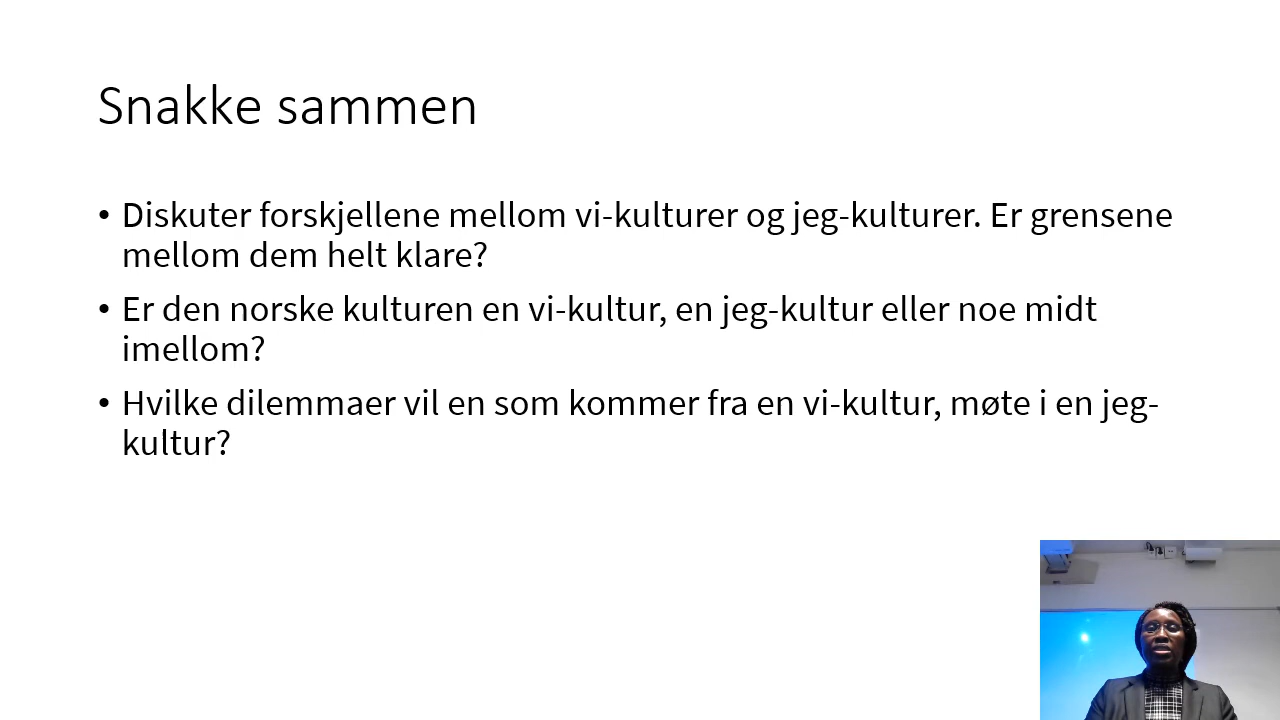 Snakke sammen
• Diskuter forskjellene mellom vi-kulturer og jeg-kulturer. Er grensene
mellom dem helt klare?
• Er den norske kulturen en vi-kultur, en jeg-kultur eller noe midt
imellom?
• Hvilke dilemmaer vil en som kommer fra en vi-kultur, møte i en jeg-
kultur?